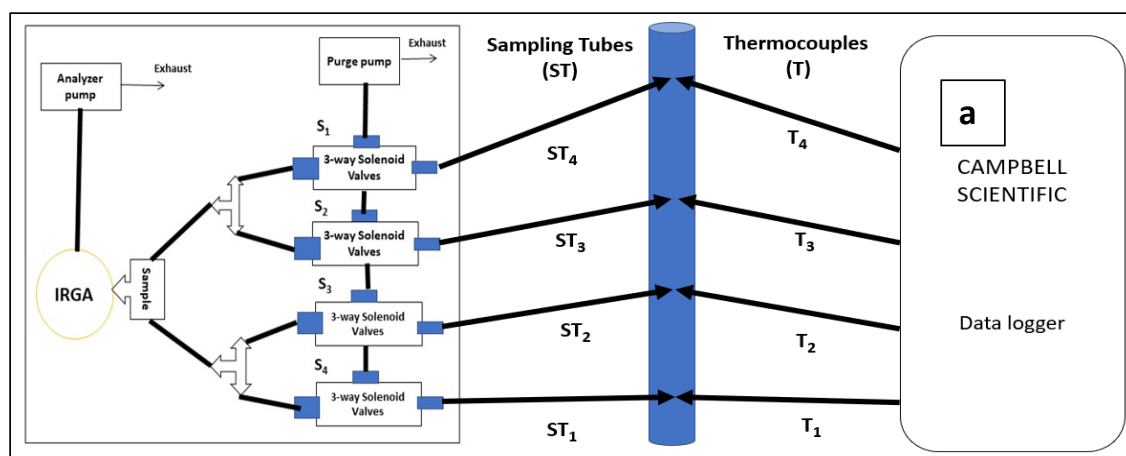 Analyzer
pump
Exhaust
Purge pump
Exhaust
S1
3-way Solenoid
Valves
S2
3-way Solenoid
Valves
S3
3-way Solenoid
Valves
S4
3-way Solenoid
Valves
IRGA
Sample
Sampling Tubes
(ST)
ST4
ST3
ST2
ST1
Thermocouples
(T)
T4
T3
T2
T1
a
CAMPBELL
SCIENTIFIC
Data logger